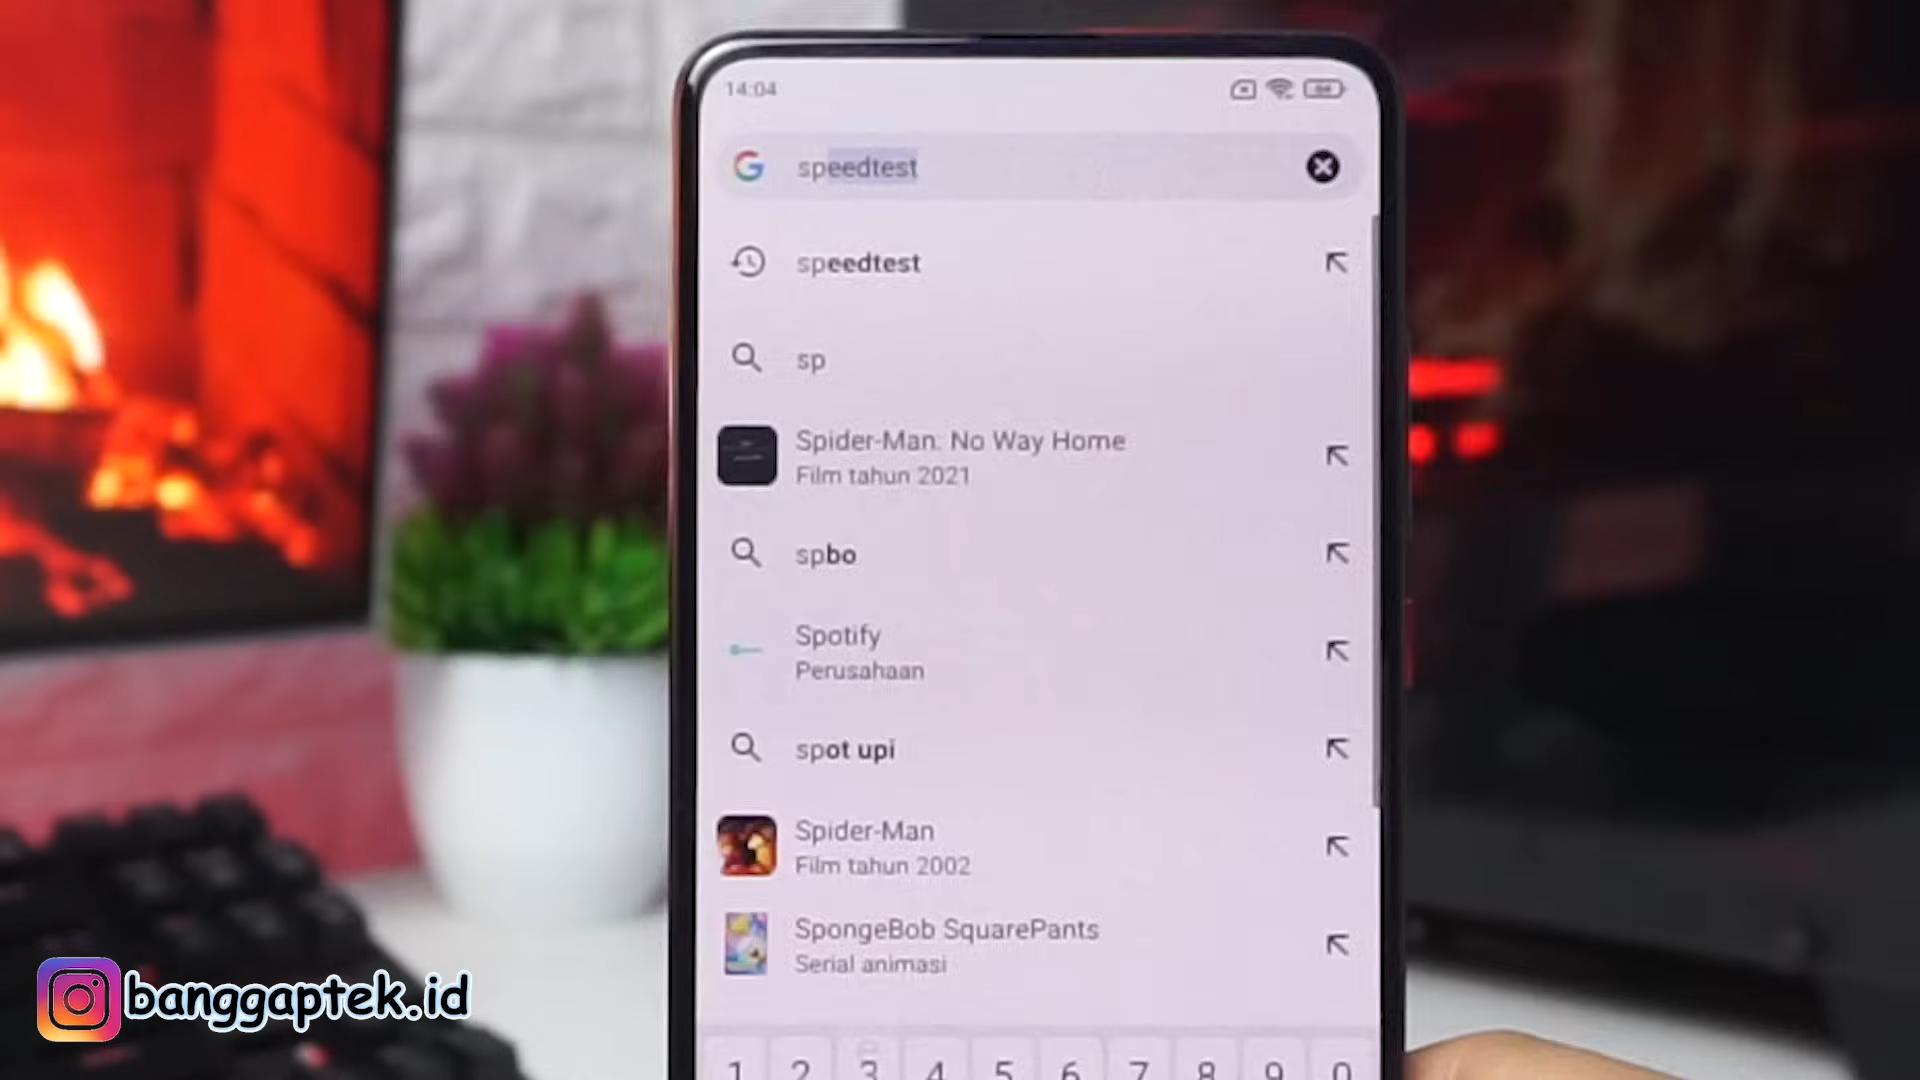 14:04
speedtest
speedtest
sp
Spider-Man: No Way Home
Film tahun 2021
spbo
Spotify
Perusahaan
spot upi
Spider-Man
Film tahun 2002
SpongeBob SquarePants
Serial animasi
1 2 3 4 5 6 7 8 9 0
banggaptek.id